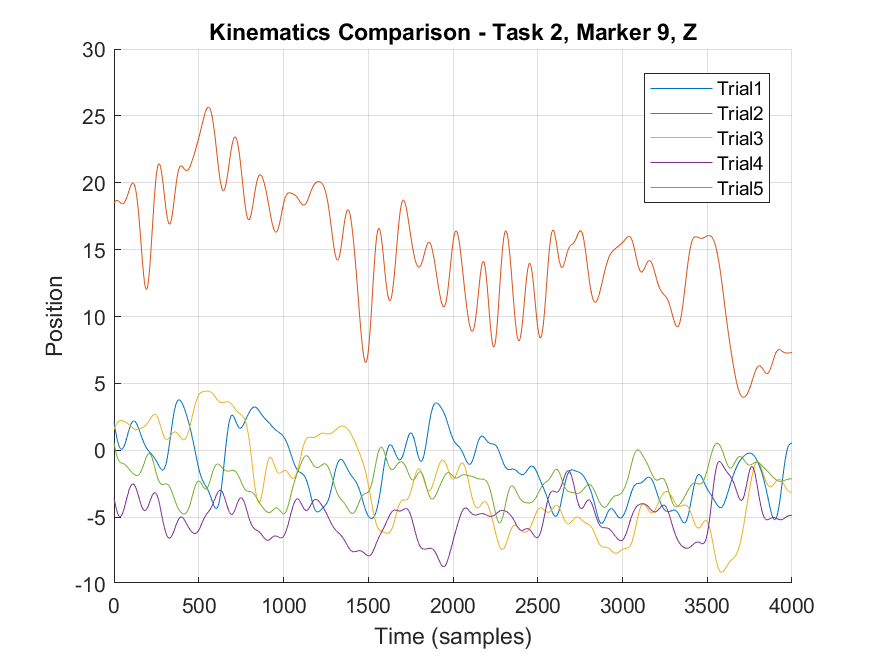 Kinematics Comparison - Task 2, Marker 9, Z
30
25
20
15
10
5
0
-5
-10
Position
Trial1
Trial2
Trial3
Trial4
Trial5
0 500 1000 1500 2000 2500 3000 3500 4000
Time (samples)